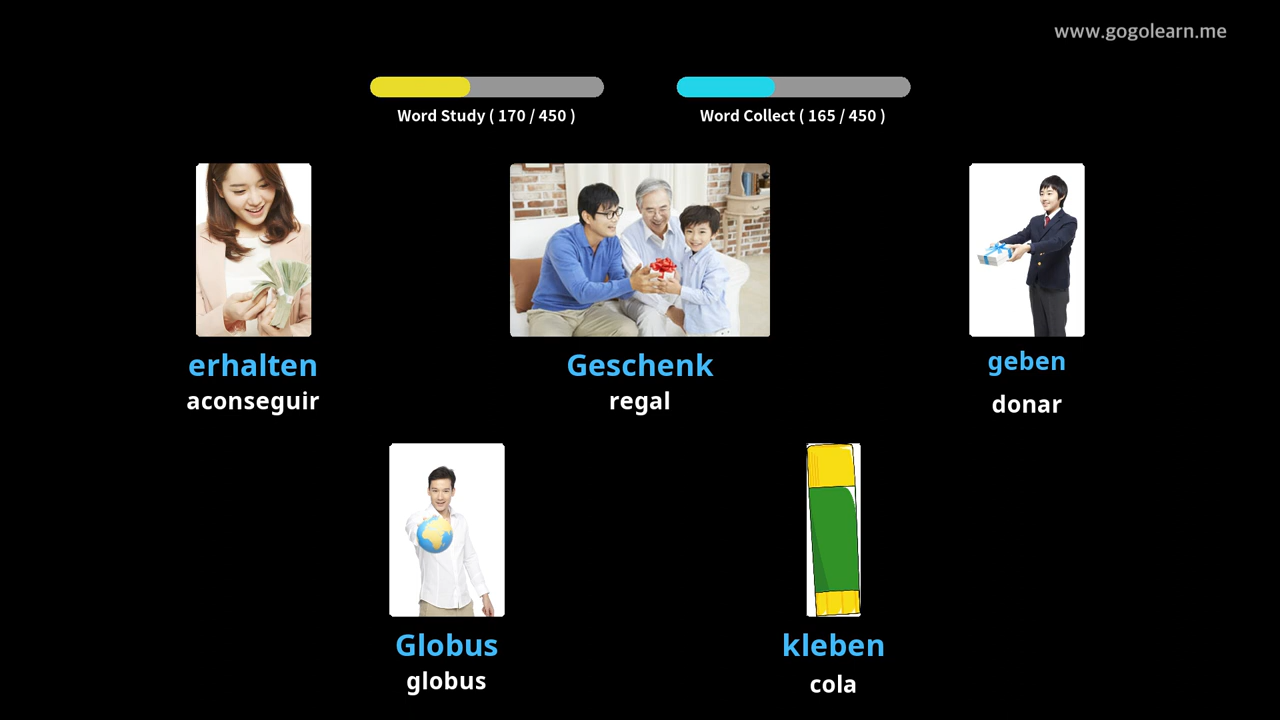 www.gogolearn.me
Word Study ( 170 / 450 )
Word Collect ( 165 / 450 )
erhalten
aconseguir
Geschenk
regal
geben
donar
Globus
globus
kleben
cola